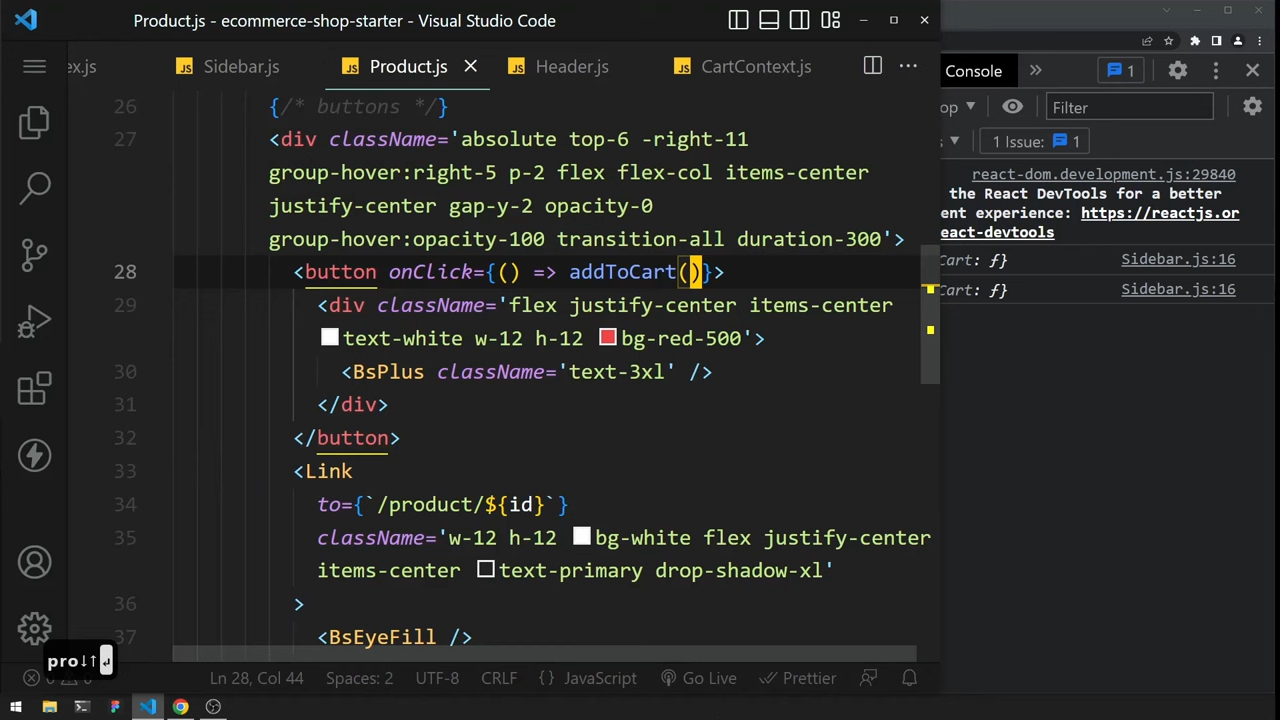 Product.js - ecommerce-shop-starter - Visual Studio Code
ex.js
Sidebar.js
Product.js
Header.js
CartContext.js
26 {/* buttons */}
27 <div className='absolute top-6 -right-11
group-hover:right-5 p-2 flex flex-col items-center
justify-center gap-y-2 opacity-0
group-hover:opacity-100 transition-all duration-300'>
28 <button onClick={() => addToCart()}>
29 <div className='flex justify-center items-center
text-white w-12 h-12 bg-red-500'>
30 <BsPlus className='text-3xl' />
31 </div>
32 </button>
33 <Link
34 to={`/product/${id}`}
35 className='w-12 h-12 bg-white flex justify-center
items-center text-primary drop-shadow-xl'
36 >
37 <BsEyeFill />
pro↓↑↵
Ln 28, Col 44
Spaces: 2
UTF-8
CRLF
{} JavaScript
Go Live
Prettier
Console
1
op
Filter
s
1 Issue: 1
react-dom.development.js:29840
the React DevTools for a better
ent experience: https://reactjs.or
eact-devtools
Cart: ƒ} Sidebar.js:16
Cart: ƒ} Sidebar.js:16